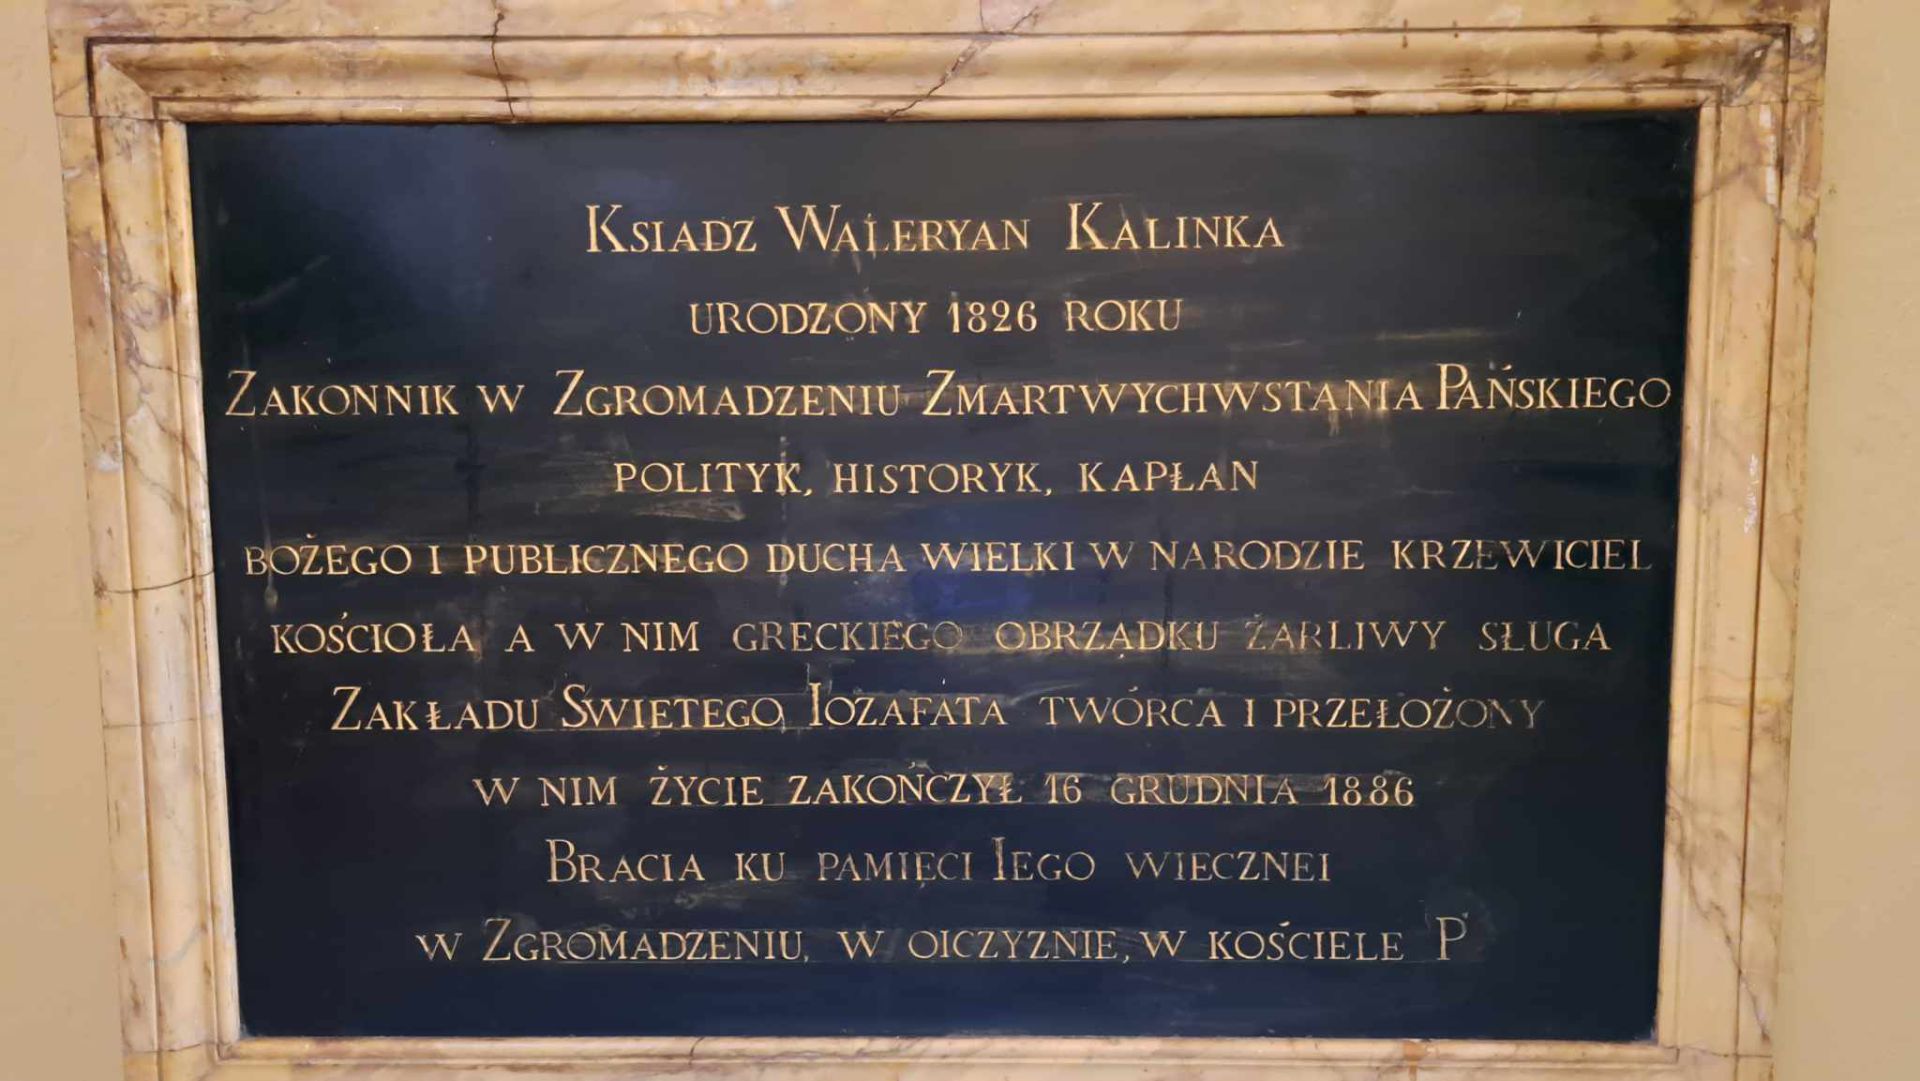 KSIADZ WALERYAN KALINKA
URODZONY 1826 ROKU
ZAKONNIK W ZGROMADZENIU ZMARTWYCHWSTANIA PAŃSKIEGO
POLITYK, HISTORYK, KAPŁAN
BOŻEGO I PUBLICZNEGO DUCHA WIELKI W NARODZIE KRZEWICIEL
KOŚCIOŁA A W NIM GRECKIEGO OBRZĄDKU ŻARLIWY SŁUGA
ZAKŁADU ŚWIETEGO IOZAFATA TWÓRCA I PRZEŁOŻONY
W NIM ŻYCIE ZAKOŃCZYŁ 16 GRUDNIA 1886
BRACIA KU PAMIĘCI IEGO WIECZNEI
W ZGROMADZENIU, W OICZYZNIE, W KOŚCIELE P